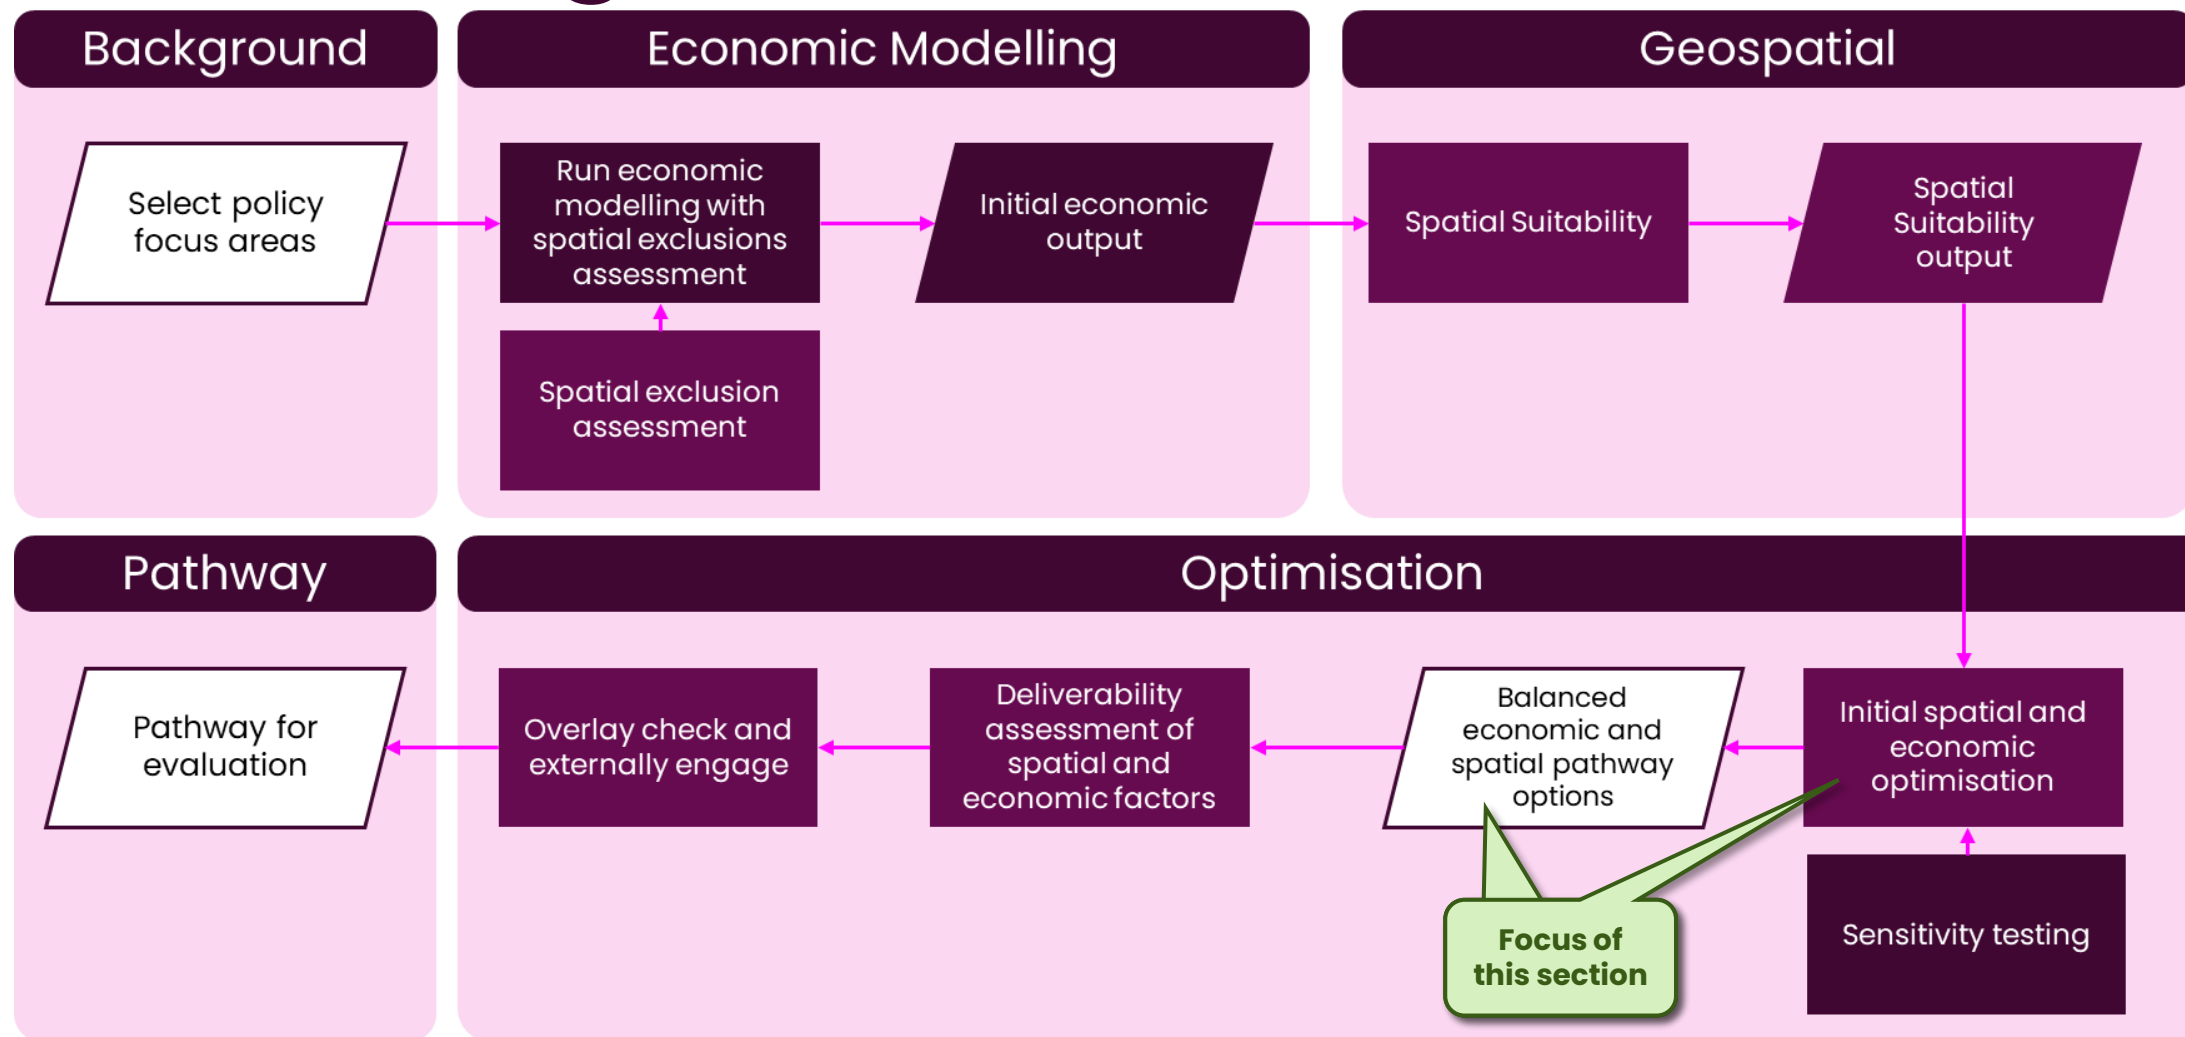 Background
Economic Modelling
Geospatial
Select policy
focus areas
Run economic
modelling with
spatial exclusions
assessment
Initial economic
output
Spatial Suitability
Spatial
Suitability
output
Spatial exclusion
assessment
Pathway
Optimisation
Pathway for
evaluation
Overlay check and
externally engage
Deliverability
assessment of
spatial and
economic factors
Balanced
economic and
spatial pathway
options
Initial spatial and
economic
optimisation
Focus of
this section
Sensitivity testing